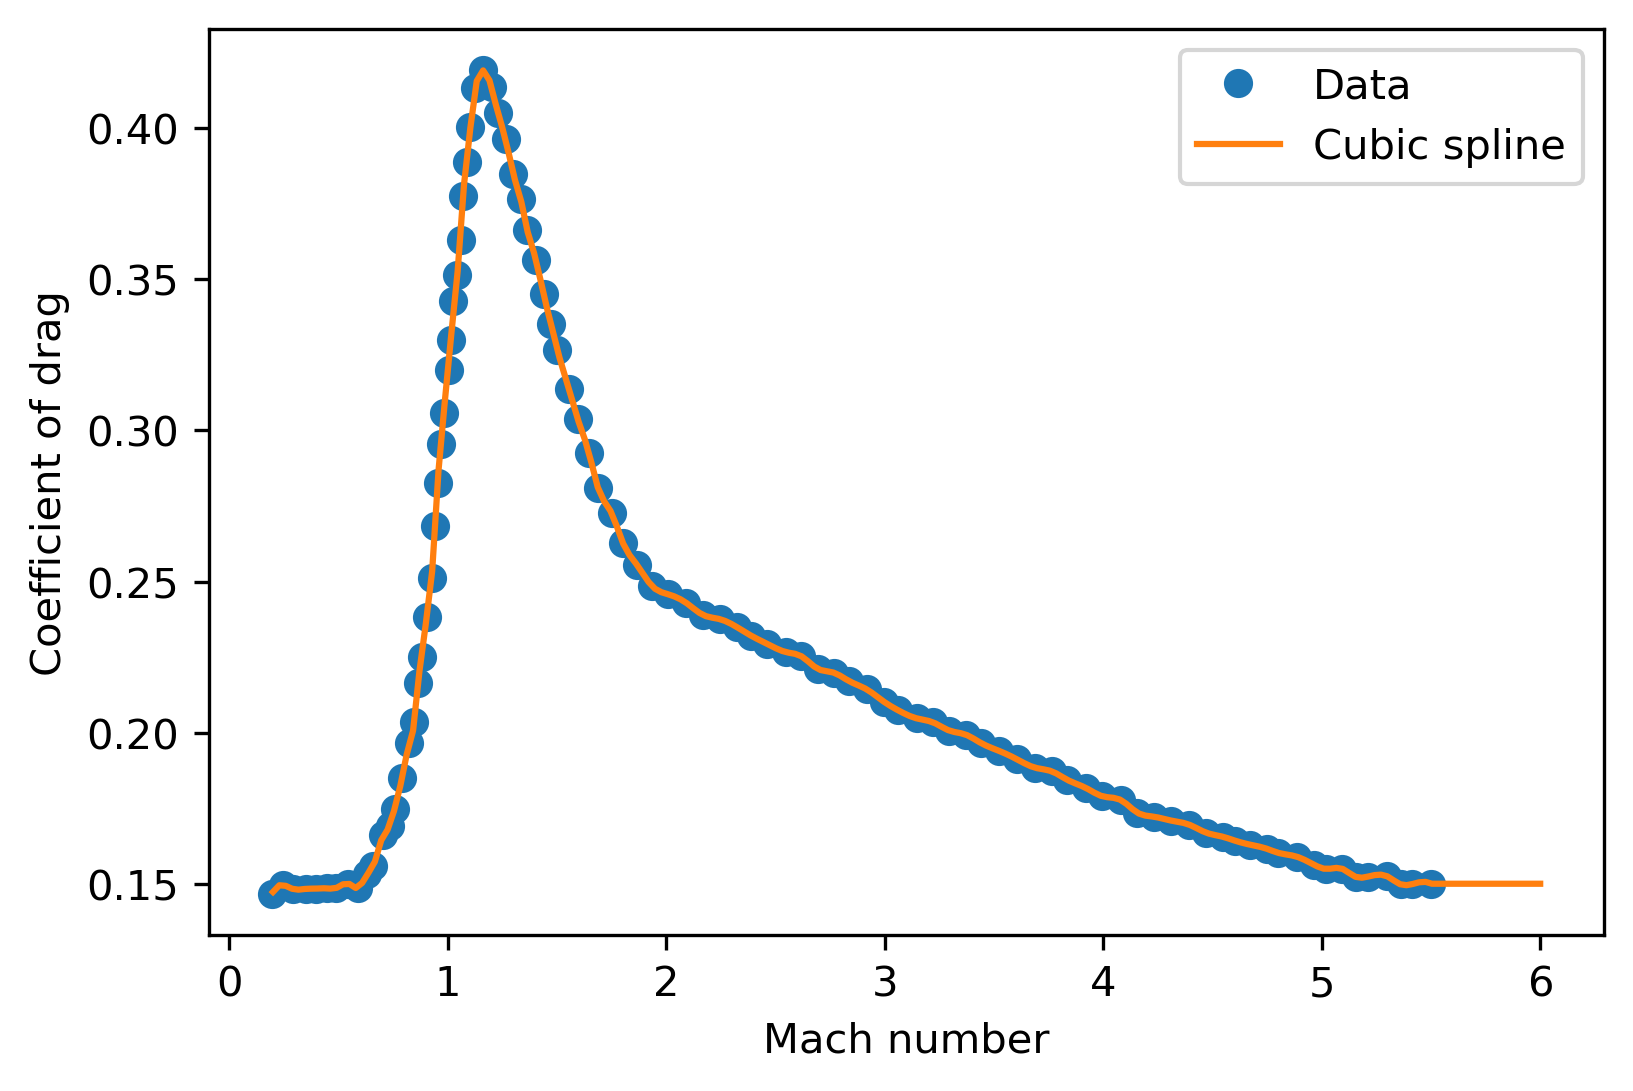 Data
Cubic spline
0.40
0.35
0.30
0.25
0.20
0.15
Coefficient of drag
0 1 2 3 4 5 6
Mach number